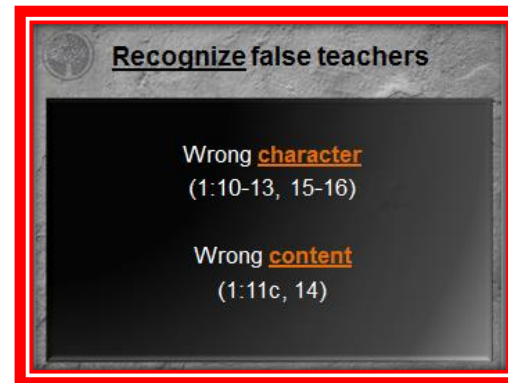 Recognize false teachers
Wrong character
(1:10-13, 15-16)
Wrong content
(1:11c, 14)